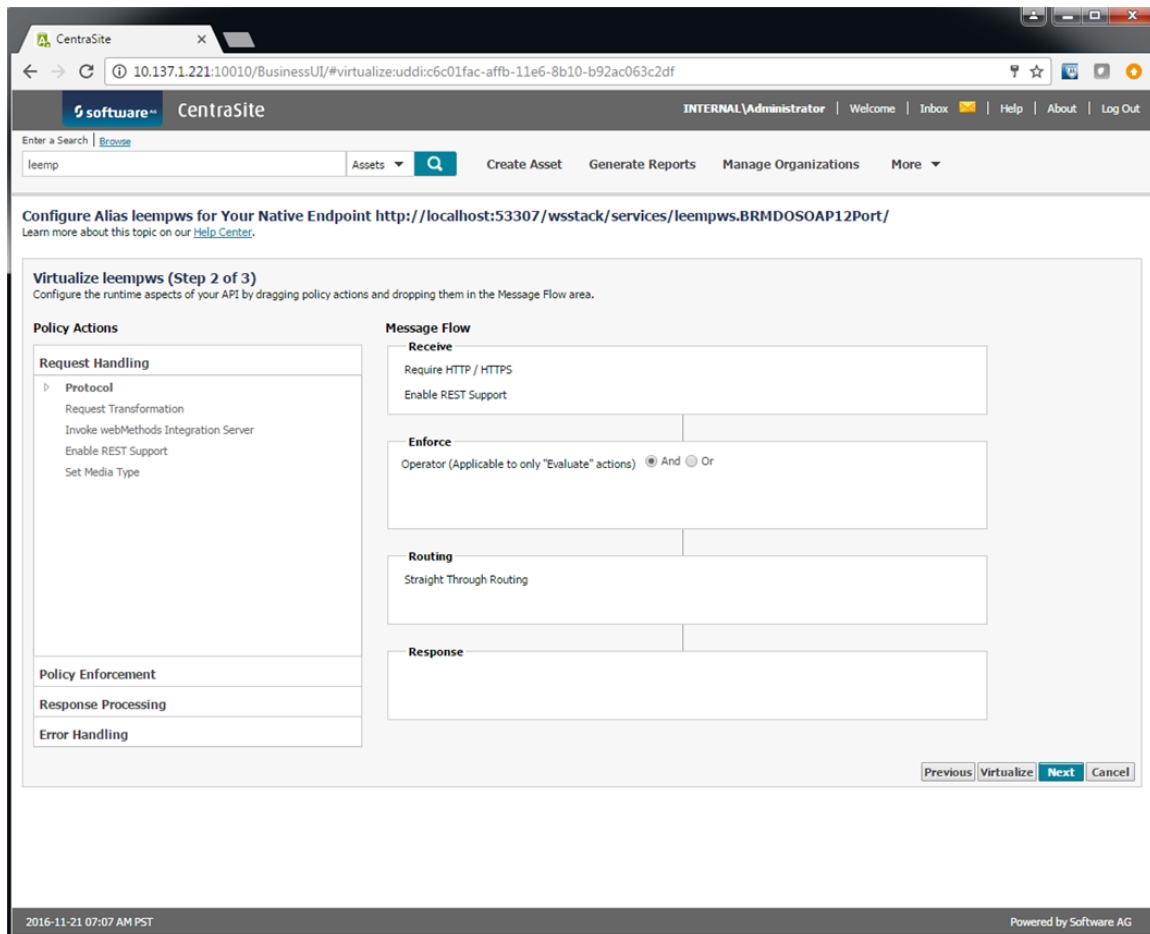 CentraSite
10.137.1.221:10010/BusinessUI/#virtualize:uddi:c6c01fac-affb-11e6-8b10-b92ac063c2df
software AG CentraSite INTERNAL\Administrator | Welcome | Inbox | Help | About | Log Out
Enter a Search | Browse
leemp Assets Create Asset Generate Reports Manage Organizations More
Configure Alias leempws for Your Native Endpoint http://localhost:53307/wsstack/services/leempws.BRMDOSOAP12Port/
Learn more about this topic on our Help Center.
Virtualize leempws (Step 2 of 3)
Configure the runtime aspects of your API by dragging policy actions and dropping them in the Message Flow area.
Policy Actions
Request Handling
Protocol
Request Transformation
Invoke webMethods Integration Server
Enable REST Support
Set Media Type
Policy Enforcement
Response Processing
Error Handling
Message Flow
Receive
Require HTTP / HTTPS
Enable REST Support
Enforce
Operator (Applicable to only "Evaluate" actions) And Or
Routing
Straight Through Routing
Response
Previous Virtualize Next Cancel
2016-11-21 07:07 AM PST Powered by Software AG